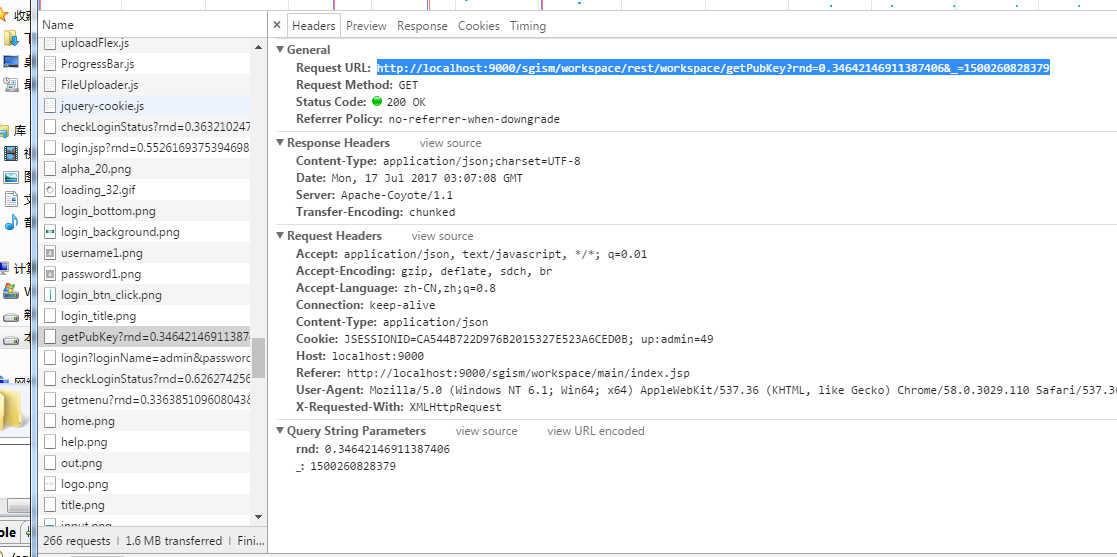 Name
uploadFlex.js
ProgressBar.js
FileUploader.js
jquery-cookie.js
checkLoginStatus?rnd=0.363210247
login.jsp?rnd=0.5526169375394698
alpha_20.png
loading_32.gif
login_bottom.png
login_background.png
username1.png
password1.png
login_btn_click.png
login_title.png
getPubKey?rnd=0.346421469113874
login?loginName=admin&password
checkLoginStatus?rnd=0.626274256
getmenu?rnd=0.3363851096080438
home.png
help.png
out.png
logo.png
title.png
input.png
266 requests | 1.6 MB transferred | Fini...
× Headers Preview Response Cookies Timing
General
Request URL: http://localhost:9000/sgism/workspace/rest/workspace/getPubKey?rnd=0.34642146911387406&_=1500260828379
Request Method: GET
Status Code: 200 OK
Referrer Policy: no-referrer-when-downgrade
Response Headers view source
Content-Type: application/json;charset=UTF-8
Date: Mon, 17 Jul 2017 03:07:08 GMT
Server: Apache-Coyote/1.1
Transfer-Encoding: chunked
Request Headers view source
Accept: application/json, text/javascript, */*; q=0.01
Accept-Encoding: gzip, deflate, sdch, br
Accept-Language: zh-CN,zh;q=0.8
Connection: keep-alive
Content-Type: application/json
Cookie: JSESSIONID=CA544B722D976B2015327E523A6CED0B; up:admin=49
Host: localhost:9000
Referer: http://localhost:9000/sgism/workspace/main/index.jsp
User-Agent: Mozilla/5.0 (Windows NT 6.1; Win64; x64) AppleWebKit/537.36 (KHTML, like Gecko) Chrome/58.0.3029.110 Safari/537.36
X-Requested-With: XMLHttpRequest
Query String Parameters view source view URL encoded
rnd: 0.34642146911387406
_: 1500260828379
收藏
库
计算